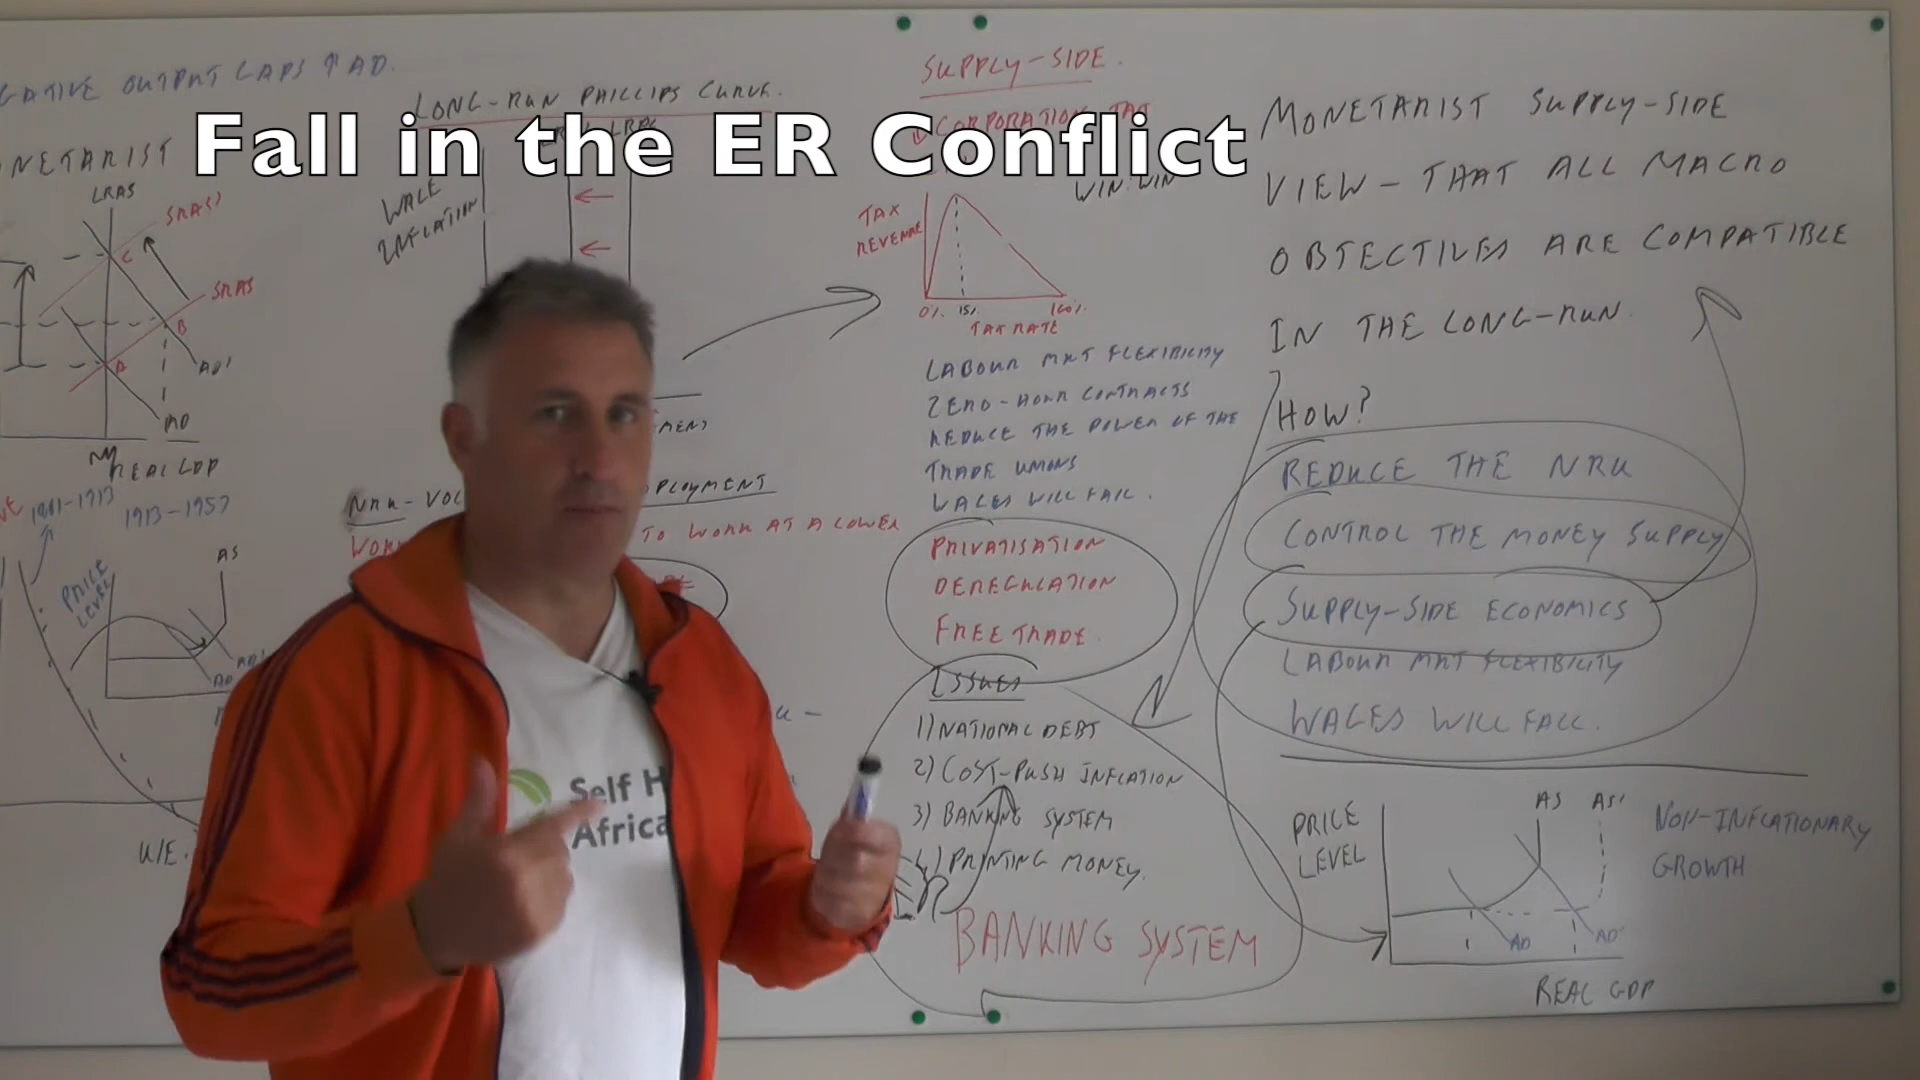 Fall in the ER Conflict
GATIVE OUTPUT GAPS ↑ AD.
NETARIST
LRAS
SRAS'
C
SRAS
B
A
AD'
AD
REAL GDP
1861-1913
1913-1957
AS
PRICE
LEVEL
AD'
AD
U/E.
LONG-RUN PHILLIPS CURVE.
WAGE
INFLATION
NRU-VOL
PLOYMENT
TO WORK AT A LOWER
SUPPLY-SIDE.
↓ CORPORATION TAX
WIN:WIN
TAX
REVENUE
0%. 15%. 100%.
TAX RATE
LABOUR MKT FLEXIBILITY
ZERO-HOUR CONTRACTS
REDUCE THE POWER OF THE
TRADE UNIONS
WAGES WILL FALL.
PRIVATISATION
DEREGULATION
FREE TRADE.
ISSUES
1) NATIONAL DEBT
2) COST-PUSH INFLATION
3) BANKING SYSTEM
4) PRINTING MONEY.
BANKING SYSTEM
MONETARIST SUPPLY-SIDE
VIEW - THAT ALL MACRO
OBJECTIVES ARE COMPATIBLE
IN THE LONG-RUN.
HOW?
REDUCE THE NRU
CONTROL THE MONEY SUPPLY
SUPPLY-SIDE ECONOMICS
LABOUR MKT FLEXIBILITY
WAGES WILL FALL.
PRICE
LEVEL
AS AS'
AD AD'
REAL GDP
NON-INFLATIONARY
GROWTH
Self H
Africa